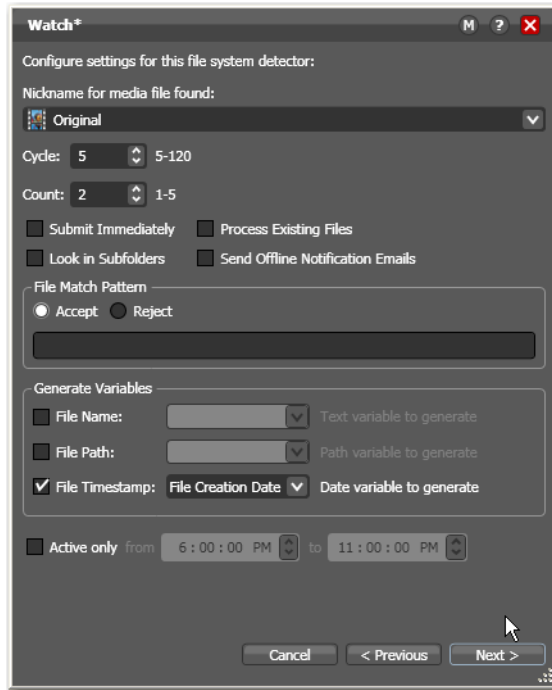 Watch* M ?
Configure settings for this file system detector:
Nickname for media file found:
Original
Cycle: 5 5-120
Count: 2 1-5
Submit Immediately Process Existing Files
Look in Subfolders Send Offline Notification Emails
File Match Pattern
Accept Reject
Generate Variables
File Name: Text variable to generate
File Path: Path variable to generate
File Timestamp: File Creation Date Date variable to generate
Active only from 6:00:00 PM to 11:00:00 PM
Cancel < Previous Next >